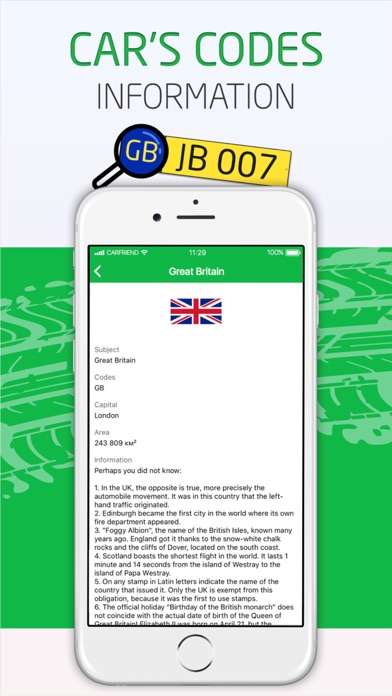 CAR'S CODES
INFORMATION
GB JB 007
CARFRIEND 11:29 100%
Great Britain
Subject
Great Britain
Codes
GB
Capital
London
Area
243 809 км²
Information
Perhaps you did not know:
1. In the UK, the opposite is true, more precisely the
automobile movement. It was in this country that the left-
hand traffic originated.
2. Edinburgh became the first city in the world where its own
fire department appeared.
3. "Foggy Albion", the name of the British Isles, known many
years ago. England got it thanks to the snow-white chalk
rocks and the cliffs of Dover, located on the south coast.
4. Scotland boasts the shortest flight in the world. It lasts 1
minute and 14 seconds from the island of Westray to the
island of Papa Westray.
5. On any stamp in Latin letters indicate the name of the
country that issued it. Only the UK is exempt from this
obligation, because it was the first to use stamps.
6. The official holiday "Birthday of the British monarch" does
not coincide with the actual date of birth of the Queen of
Great Britain! Elizabeth II was born on April 21, but the